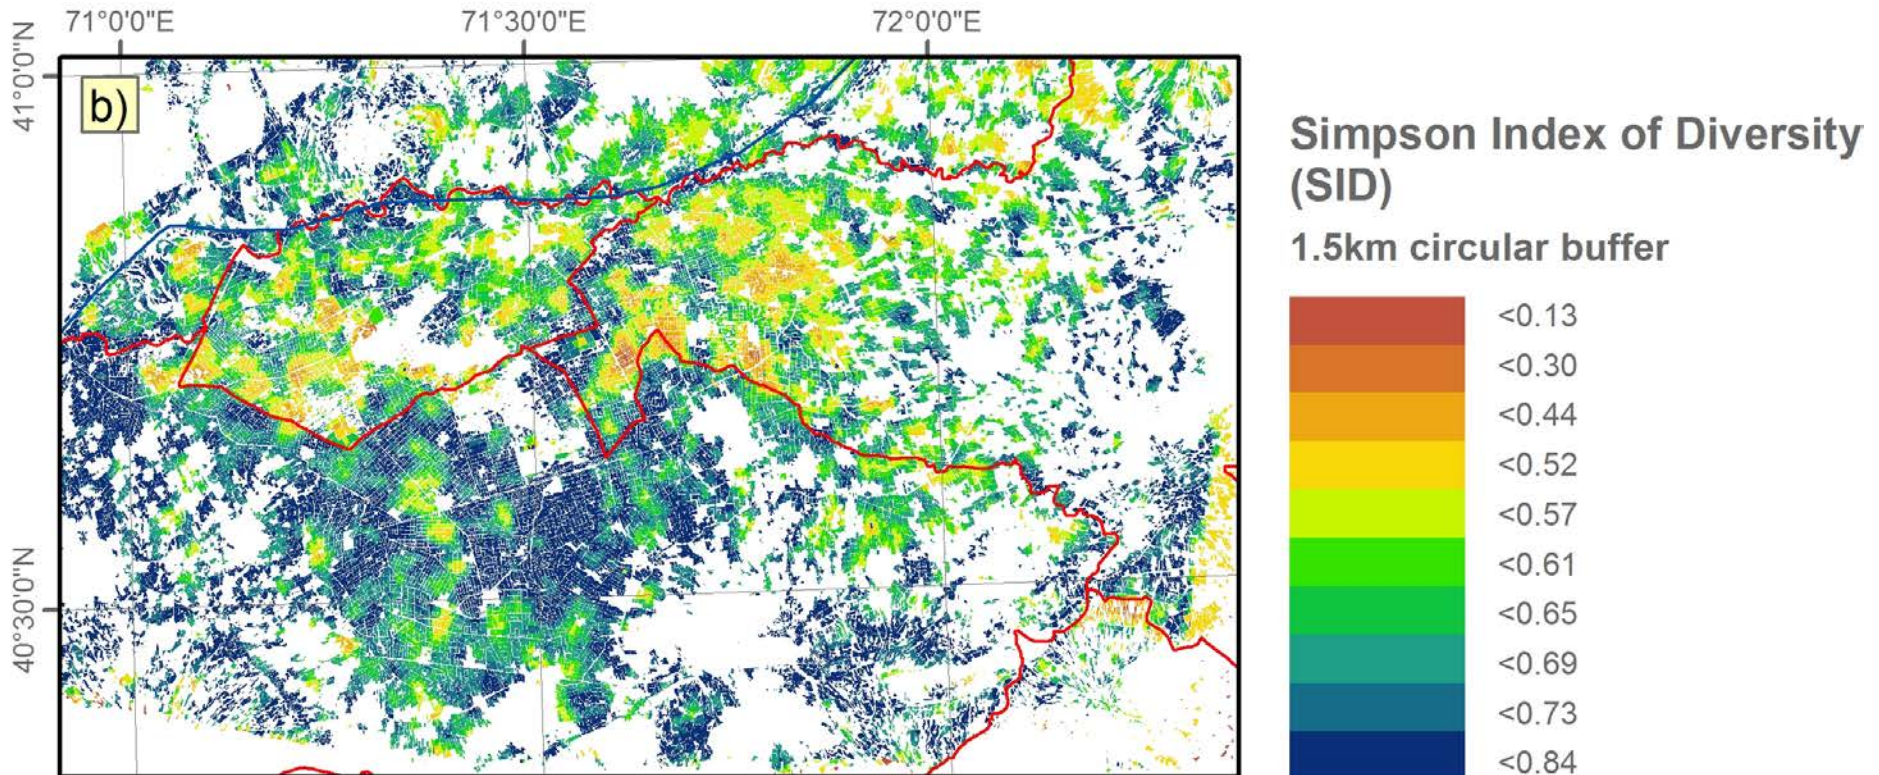 71°0'0"E 71°30'0"E 72°0'0"E
41°0'0"N
b)
40°30'0"N
Simpson Index of Diversity
(SID)
1.5km circular buffer
<0.13
<0.30
<0.44
<0.52
<0.57
<0.61
<0.65
<0.69
<0.73
<0.84